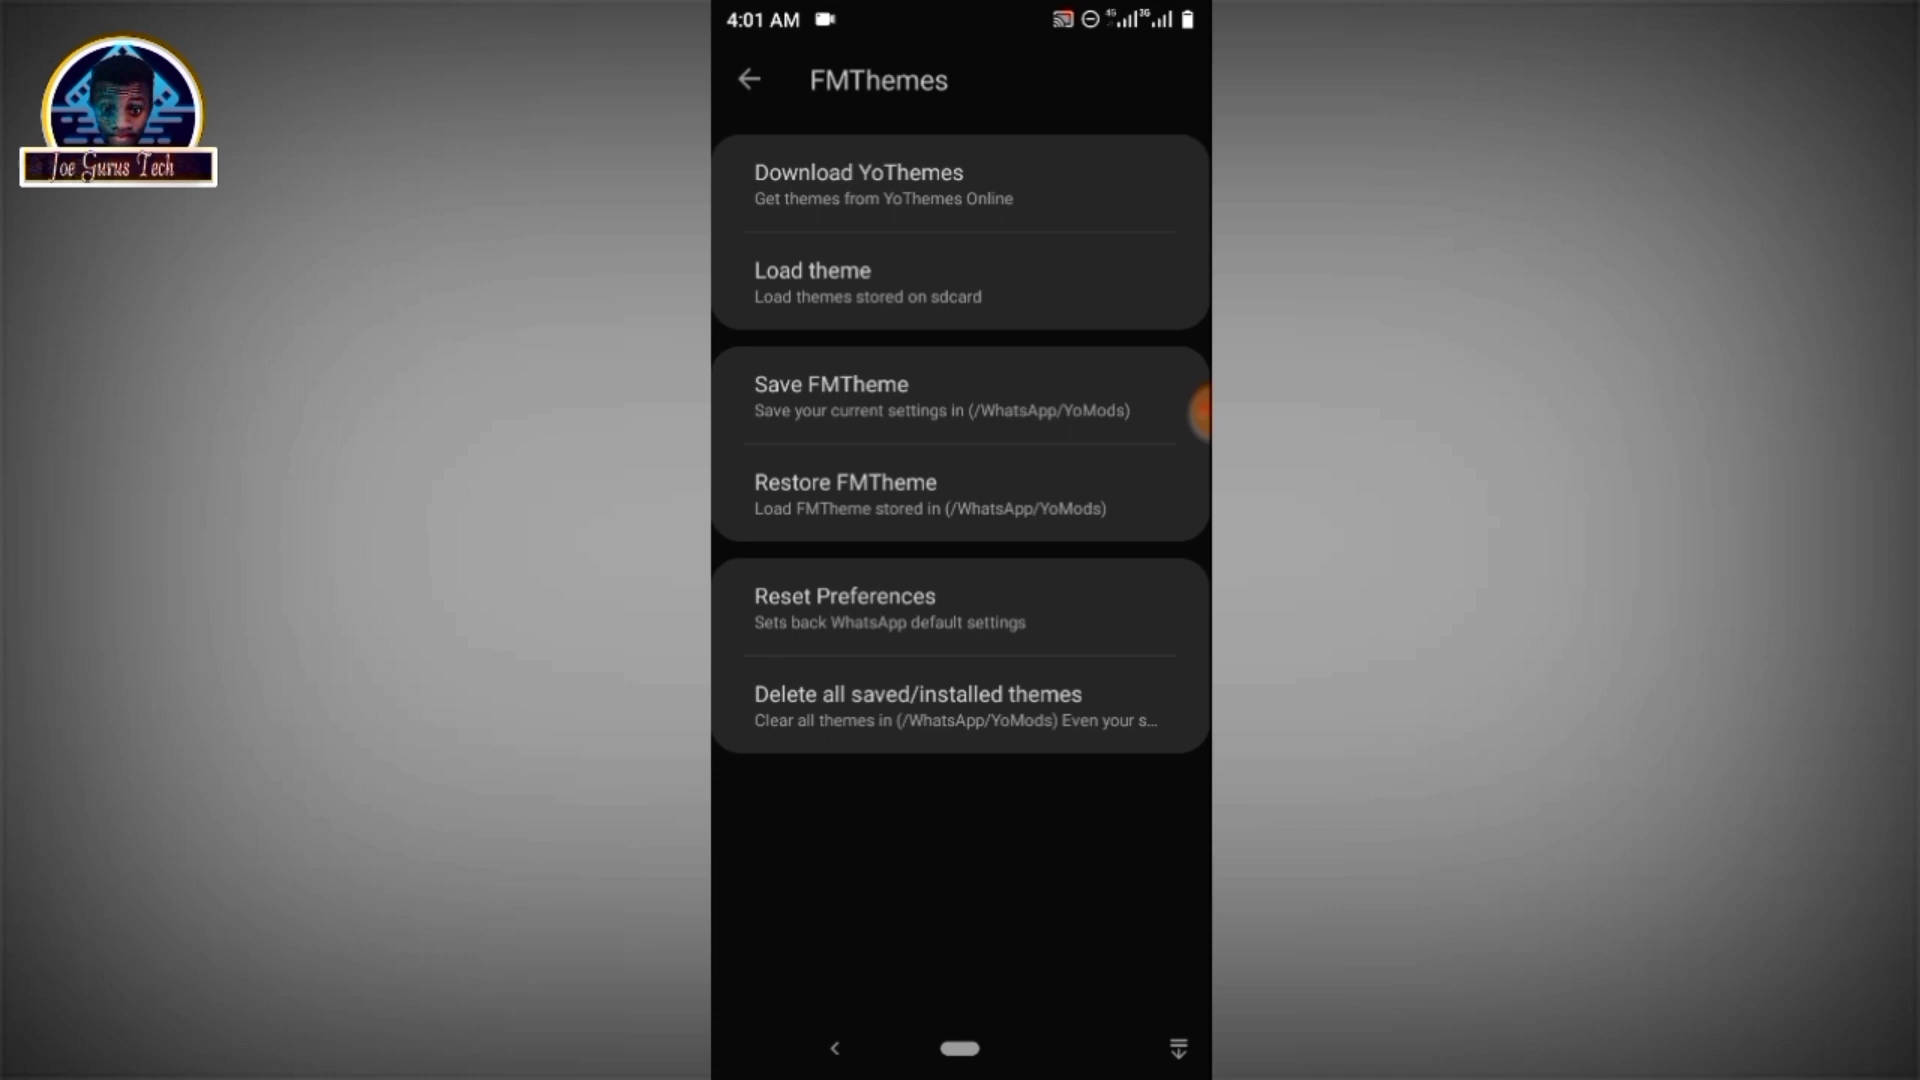 4:01 AM
4G
3G
FMThemes
Joe Gurus Tech
Download YoThemes
Get themes from YoThemes Online
Load theme
Load themes stored on sdcard
Save FMTheme
Save your current settings in (/WhatsApp/YoMods)
Restore FMTheme
Load FMTheme stored in (/WhatsApp/YoMods)
Reset Preferences
Sets back WhatsApp default settings
Delete all saved/installed themes
Clear all themes in (/WhatsApp/YoMods) Even your s...